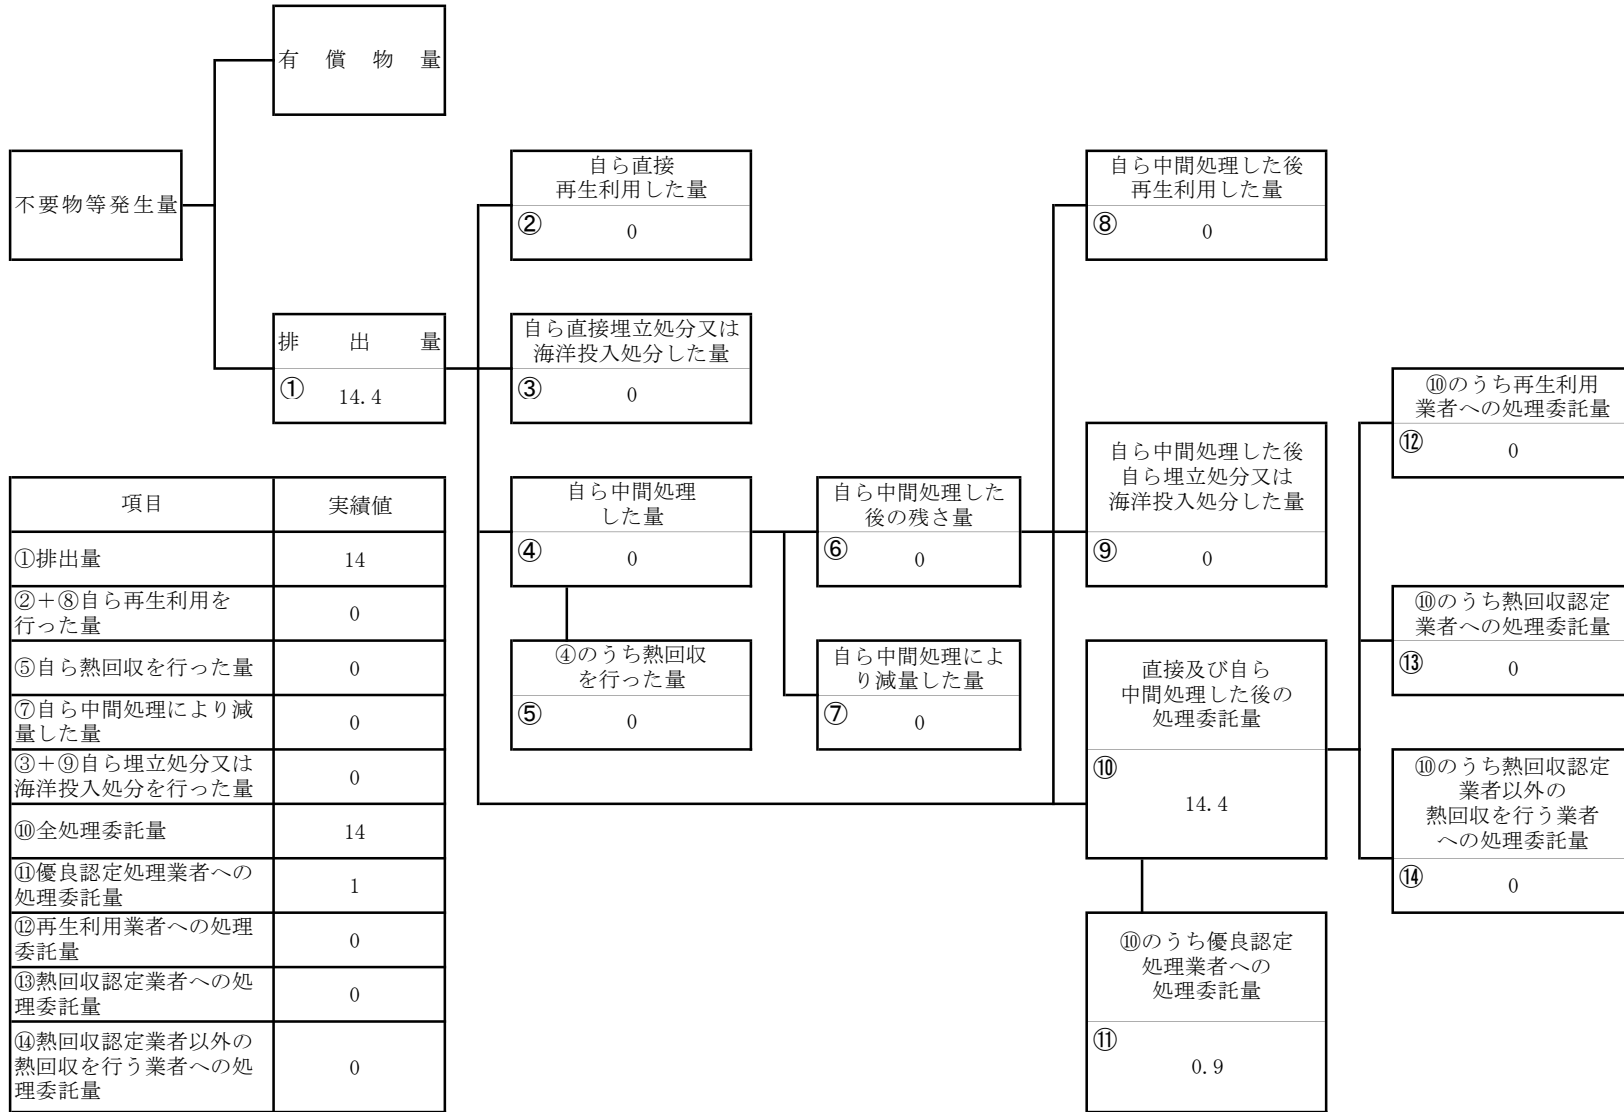 有償物量
不要物等発生量
排出量
① 14.4
自ら直接
再生利用した量
② 0
自ら直接埋立処分又は
海洋投入処分した量
③ 0
自ら中間処理
した量
④ 0
④のうち熱回収
を行った量
⑤ 0
自ら中間処理した
後の残さ量
⑥ 0
自ら中間処理によ
り減量した量
⑦ 0
自ら中間処理した後
再生利用した量
⑧ 0
自ら中間処理した後
自ら埋立処分又は
海洋投入処分した量
⑨ 0
直接及び自ら
中間処理した後の
処理委託量
⑩
14.4
⑩のうち優良認定
処理業者への
処理委託量
⑪
0.9
⑩のうち再生利用
業者への処理委託量
⑫ 0
⑩のうち熱回収認定
業者への処理委託量
⑬ 0
⑩のうち熱回収認定
業者以外の
熱回収を行う業者
への処理委託量
⑭ 0
項目 実績値
①排出量 14
②＋⑧自ら再生利用を
行った量 0
⑤自ら熱回収を行った量 0
⑦自ら中間処理により減
量した量 0
③＋⑨自ら埋立処分又は
海洋投入処分を行った量 0
⑩全処理委託量 14
⑪優良認定処理業者への
処理委託量 1
⑫再生利用業者への処理
委託量 0
⑬熱回収認定業者への処
理委託量 0
⑭熱回収認定業者以外の
熱回収を行う業者への処
理委託量 0